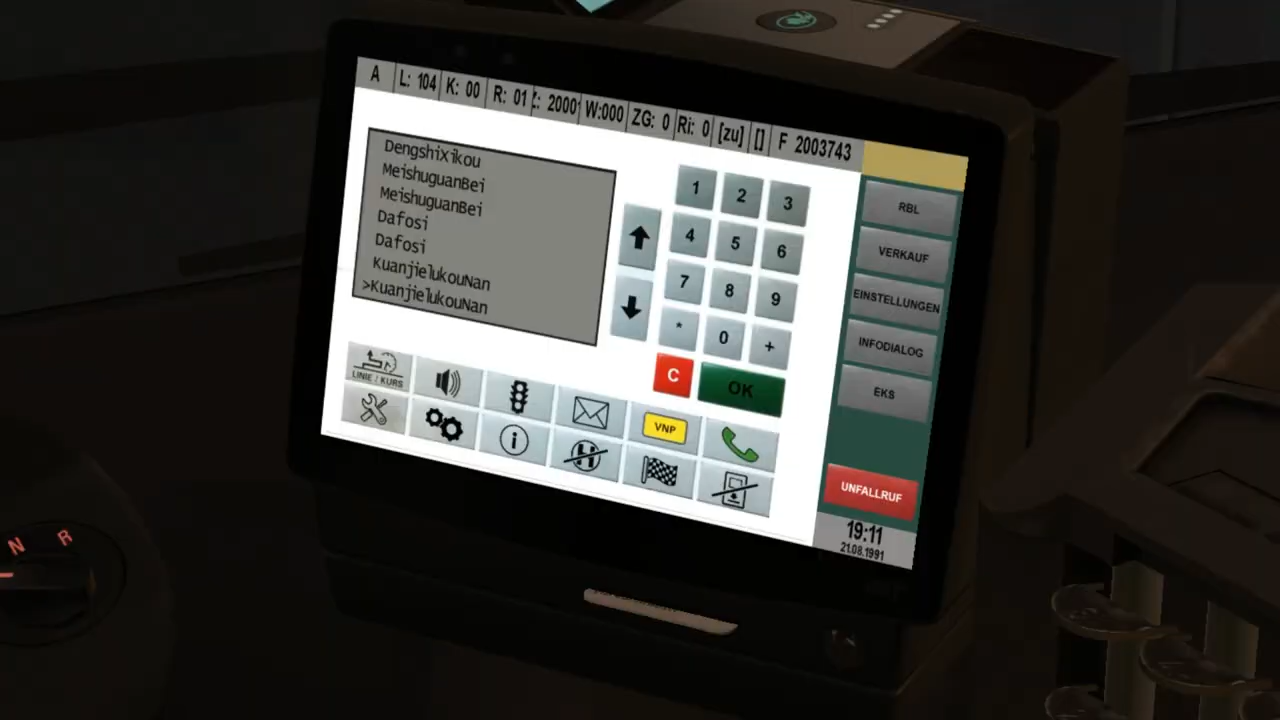 A L: 104 K: 00 R: 01 : 2000 W:000 ZG: 0 Ri: 0 [zu] [] F 2003743
Dengshixikou
MeishuguanBei
MeishuguanBei
Dafosi
Dafosi
KuanjielukouNan
>KuanjielukouNan
1 2 3
4 5 6
7 8 9
* 0 +
C OK
LINIE / KURS
VNP
i
H
RBL
VERKAUF
EINSTELLUNGEN
INFODIALOG
EKS
UNFALLRUF
19:11
21.08.1991
N R